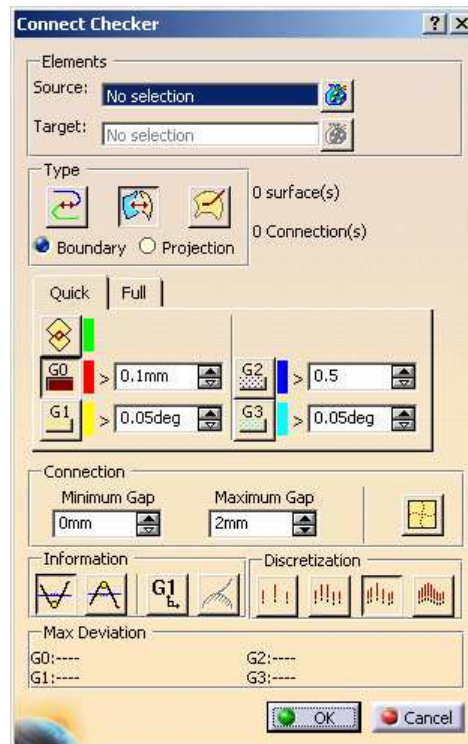 Connect Checker
Elements
Source: No selection
Target: No selection
Type
0 surface(s)
0 Connection(s)
Boundary Projection
Quick Full
G0 > 0.1mm G2 > 0.5
G1 > 0.05deg G3 > 0.05deg
Connection
Minimum Gap Maximum Gap
0mm 2mm
Information Discretization
G1
Max Deviation
G0:---- G2:----
G1:---- G3:----
OK Cancel